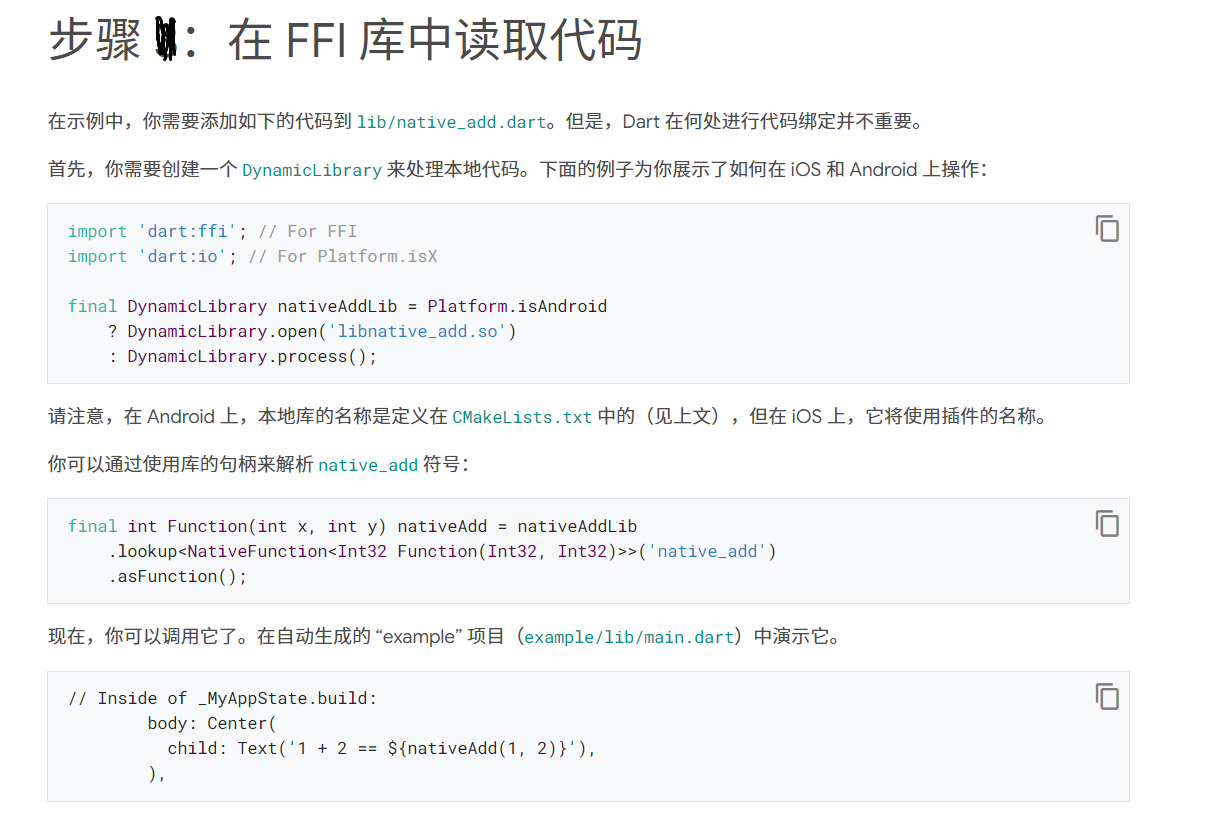 步骤 ：在 FFI 库中读取代码
在示例中，你需要添加如下的代码到 lib/native_add.dart。但是，Dart 在何处进行代码绑定并不重要。
首先，你需要创建一个 DynamicLibrary 来处理本地代码。下面的例子为你展示了如何在 iOS 和 Android 上操作：
import 'dart:ffi'; // For FFI
import 'dart:io'; // For Platform.isX
final DynamicLibrary nativeAddLib = Platform.isAndroid
? DynamicLibrary.open('libnative_add.so')
: DynamicLibrary.process();
请注意，在 Android 上，本地库的名称是定义在 CMakeLists.txt 中的（见上文），但在 iOS 上，它将使用插件的名称。
你可以通过使用库的句柄来解析 native_add 符号：
final int Function(int x, int y) nativeAdd = nativeAddLib
.lookup<NativeFunction<Int32 Function(Int32, Int32)>>('native_add')
.asFunction();
现在，你可以调用它了。在自动生成的 “example” 项目（example/lib/main.dart）中演示它。
// Inside of _MyAppState.build:
body: Center(
child: Text('1 + 2 == ${nativeAdd(1, 2)}'),
),